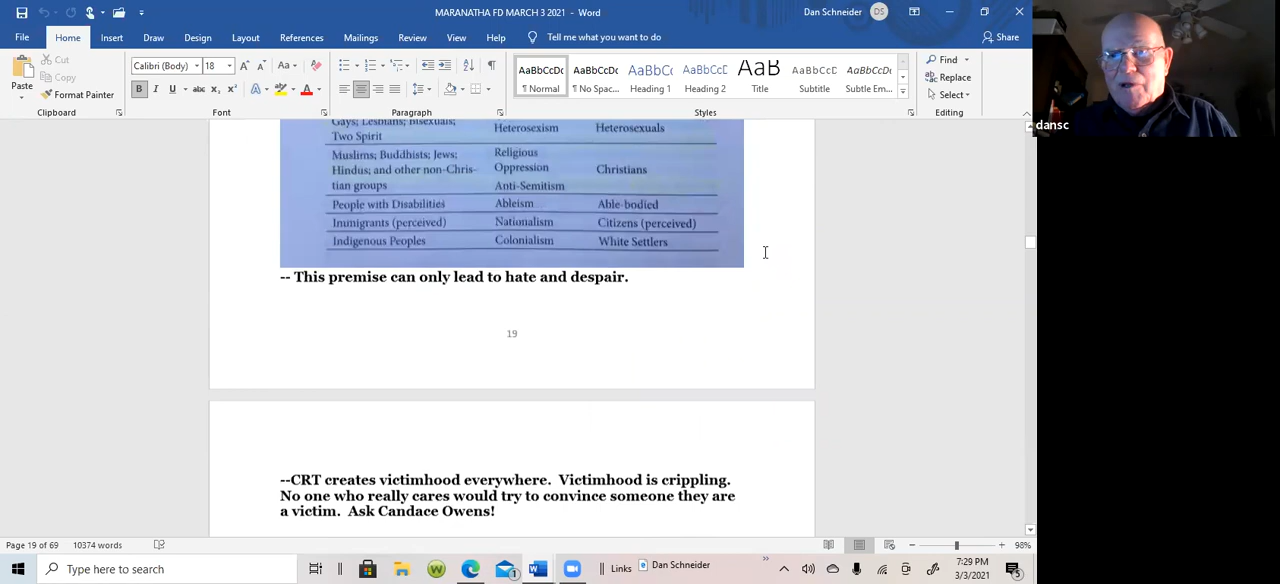 MARANATHA FD MARCH 3 2021 - Word
Dan Schneider
DS
File
Home
Insert
Draw
Design
Layout
References
Mailings
Review
View
Help
Tell me what you want to do
Share
Paste
Cut
Copy
Format Painter
Clipboard
Calibri (Body)
18
Font
Paragraph
AaBbCcDc
¶ Normal
AaBbCcDc
¶ No Spac...
AaBbCc
Heading 1
AaBbCcD
Heading 2
AaB
Title
AaBbCcD
Subtitle
AaBbCcDc
Subtle Em...
Styles
Find
Replace
Select
Editing
dansc
Gays; Lesbians; Bisexuals;
Two Spirit
Heterosexism
Heterosexuals
Muslims; Buddhists; Jews;
Hindus; and other non-Chris-
tian groups
Religious
Oppression
Anti-Semitism
Christians
People with Disabilities
Ableism
Able-bodied
Immigrants (perceived)
Nationalism
Citizens (perceived)
Indigenous Peoples
Colonialism
White Settlers
-- This premise can only lead to hate and despair.
19
--CRT creates victimhood everywhere. Victimhood is crippling.
No one who really cares would try to convince someone they are
a victim. Ask Candace Owens!
Page 19 of 69
10374 words
98%
Type here to search
Links
Dan Schneider
7:29 PM
3/3/2021